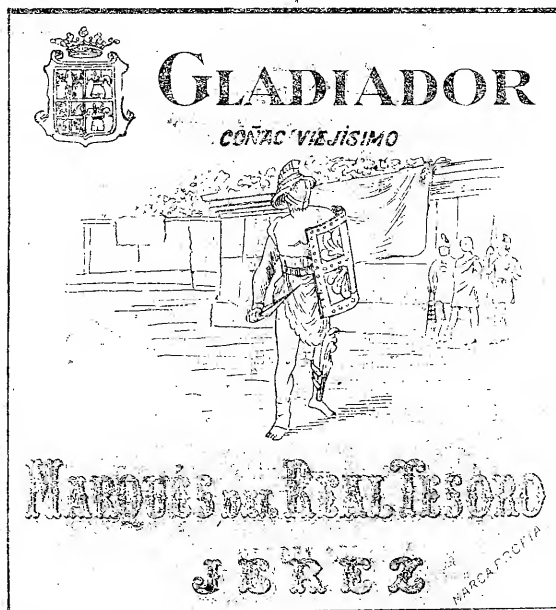 GLADIADOR
COÑAC VIEJÍSIMO
MARQUÉS DEL REAL TESORO
JEREZ
MARCA PROPIA